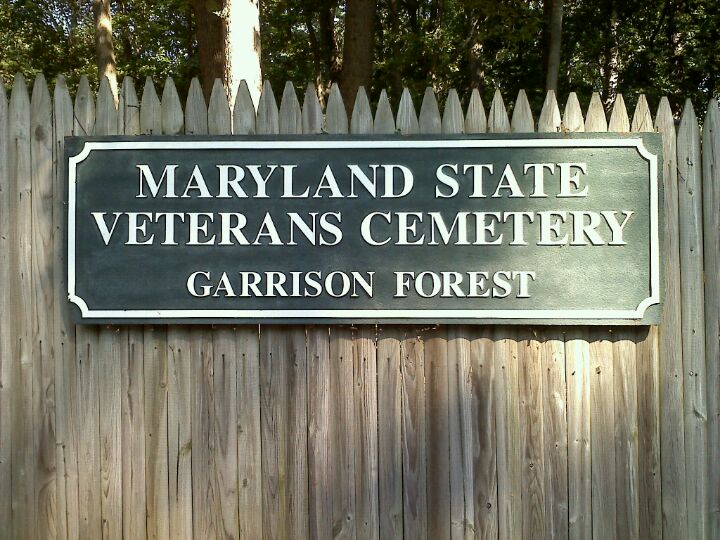 MARYLAND STATE
VETERANS CEMETERY
GARRISON FOREST